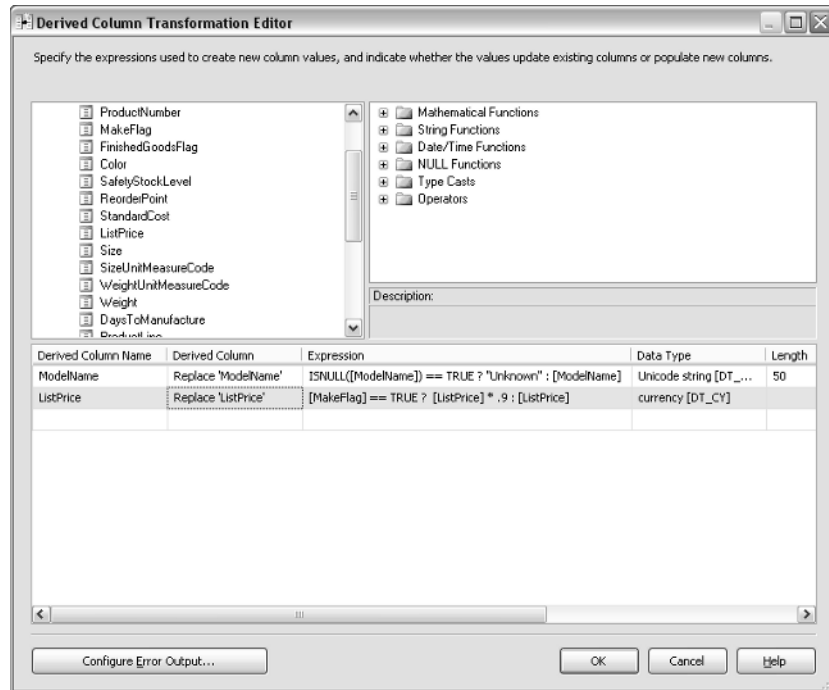 Derived Column Transformation Editor
Specify the expressions used to create new column values, and indicate whether the values update existing columns or populate new columns.
ProductNumber
MakeFlag
FinishedGoodsFlag
Color
SafetyStockLevel
ReorderPoint
StandardCost
ListPrice
Size
SizeUnitMeasureCode
WeightUnitMeasureCode
Weight
DaysToManufacture
ProductLine
Mathematical Functions
String Functions
Date/Time Functions
NULL Functions
Type Casts
Operators
Description:
Derived Column Name Derived Column Expression Data Type Length
ModelName Replace 'ModelName' ISNULL([ModelName]) == TRUE ? "Unknown" : [ModelName] Unicode string [DT_... 50
ListPrice Replace 'ListPrice' [MakeFlag] == TRUE ? [ListPrice] * .9 : [ListPrice] currency [DT_CY]
Configure Error Output... OK Cancel Help